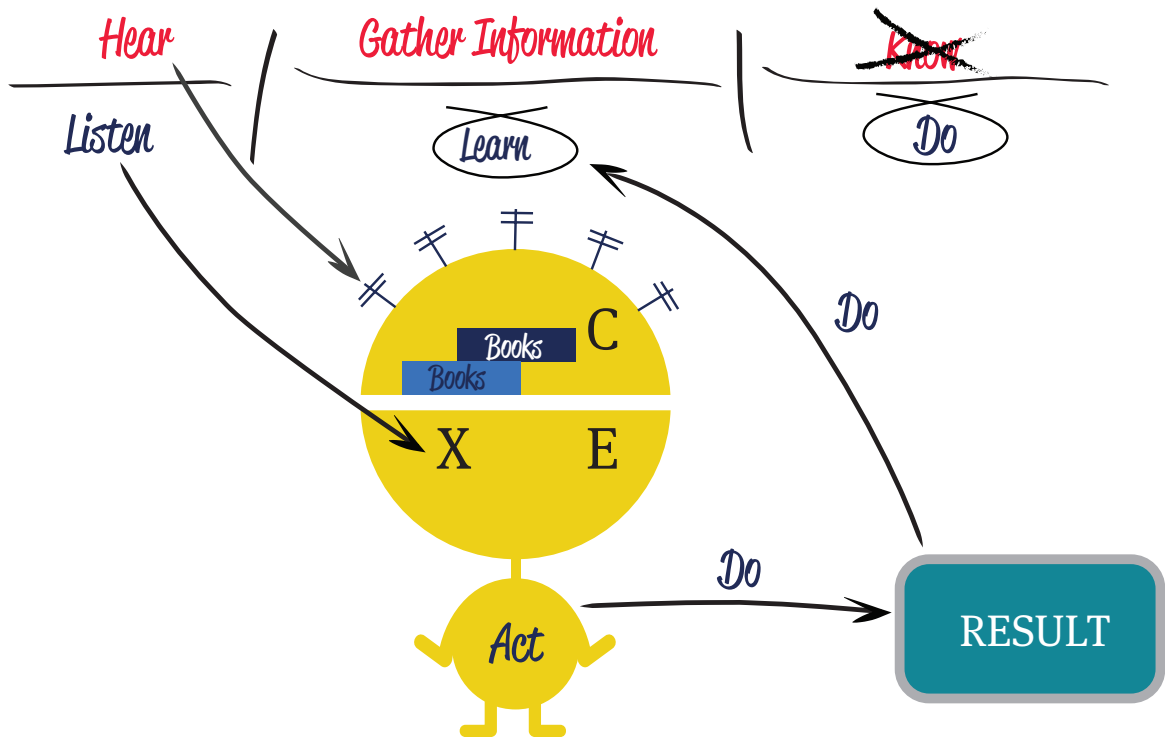 Hear
Gather Information
Know
Listen
Learn
Do
C
Books
Books
Do
X
E
Do
Act
RESULT